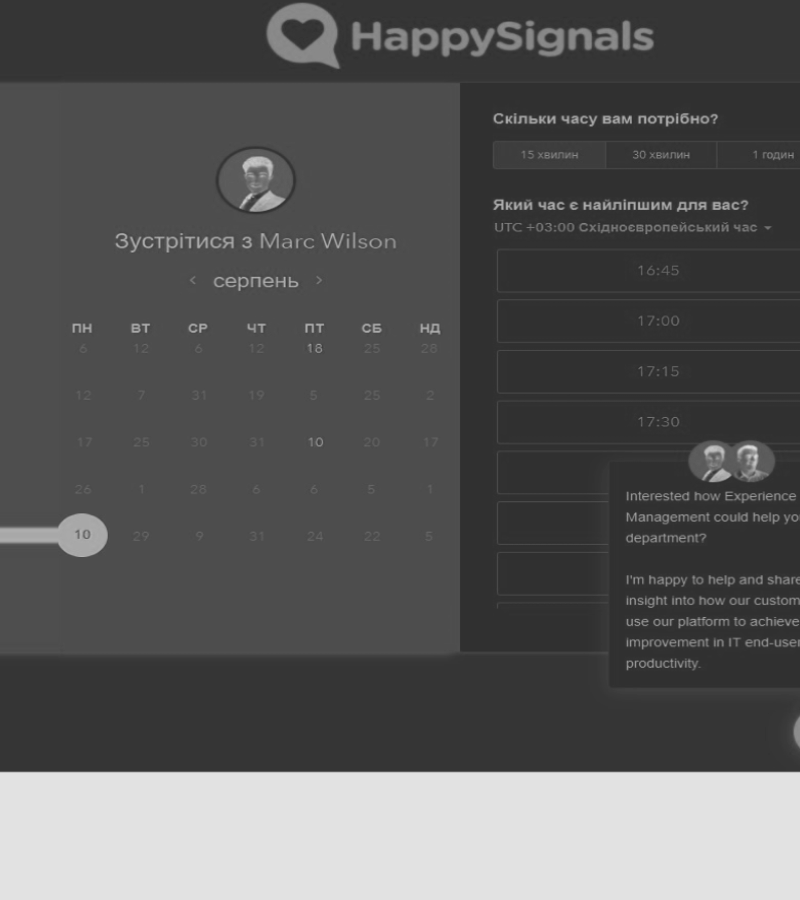 HappySignals
Зустрітися з Marc Wilson
серпень
ПН ВТ СР ЧТ ПТ СБ НД
6 12 6 12 18 25 28
12 7 31 19 5 25 2
17 25 30 31 10 20 17
26 1 28 6 6 5 1
10 29 9 31 24 22 5
Скільки часу вам потрібно?
15 хвилин 30 хвилин 1 годин
Який час є найліпшим для вас?
UTC +03:00 Східноєвропейський час
16:45
17:00
17:15
17:30
Interested how Experience
Management could help you
department?
I'm happy to help and share
insight into how our custom
use our platform to achieve
improvement in IT end-user
productivity.